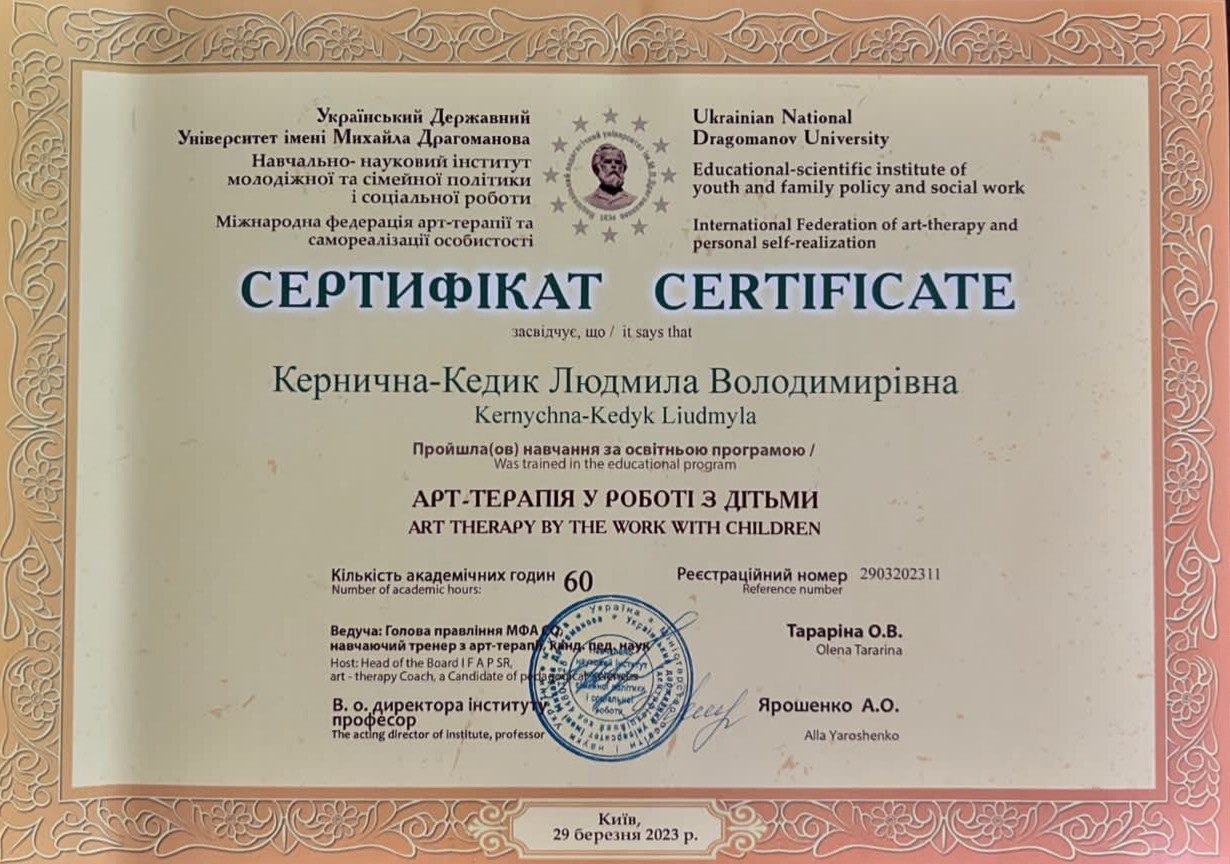 Український Державний
Університет імені Михайла Драгоманова
Навчально- науковий інститут
молодіжної та сімейної політики
і соціальної роботи
Міжнародна федерація арт-терапії та
самореалізації особистості
Ukrainian National
Dragomanov University
Educational-scientific institute of
youth and family policy and social work
International Federation of art-therapy and
personal self-realization
СЕРТИФІКАТ CERTIFICATE
засвідчує, що / it says that
Кернична-Кедик Людмила Володимирівна
Kernychna-Kedyk Liudmyla
Пройшла(ов) навчання за освітньою програмою /
Was trained in the educational program
АРТ-ТЕРАПІЯ У РОБОТІ З ДІТЬМИ
ART THERAPY BY THE WORK WITH CHILDREN
Кількість академічних годин 60
Number of academic hours:
Реєстраційний номер 2903202311
Reference number
Ведуча: Голова правління МФА СО,
навчаючий тренер з арт-терапії, канд. пед. наук
Host: Head of the Board I F A P SR,
art - therapy Coach, a Candidate of pedagogical sciences
Тараріна О.В.
Olena Tararina
В. о. директора інституту,
професор
The acting director of institute, professor
Ярошенко А.О.
Alla Yaroshenko
Київ,
29 березня 2023 р.